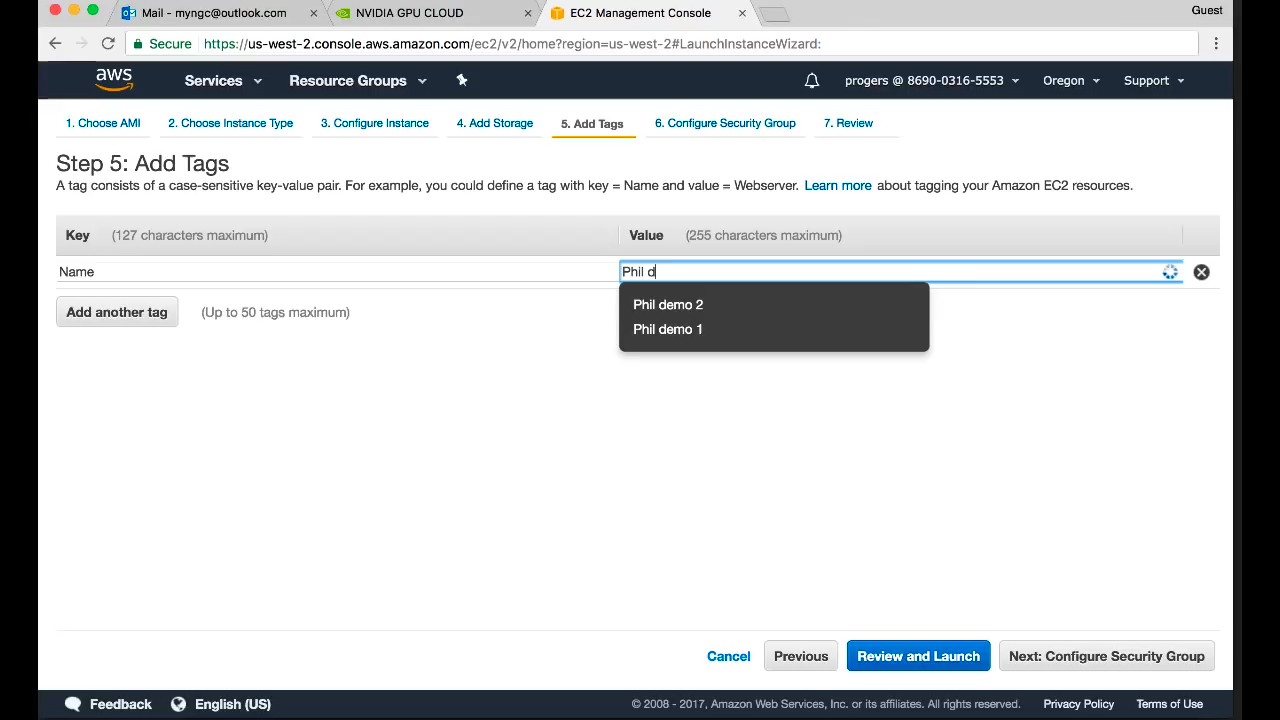 Mail - myngc@outlook.com
NVIDIA GPU CLOUD
EC2 Management Console
Guest
Secure
https://us-west-2.console.aws.amazon.com/ec2/v2/home?region=us-west-2#LaunchInstanceWizard:
aws
Services
Resource Groups
progers @ 8690-0316-5553
Oregon
Support
1. Choose AMI
2. Choose Instance Type
3. Configure Instance
4. Add Storage
5. Add Tags
6. Configure Security Group
7. Review
Step 5: Add Tags
A tag consists of a case-sensitive key-value pair. For example, you could define a tag with key = Name and value = Webserver. Learn more about tagging your Amazon EC2 resources.
Key (127 characters maximum)
Value (255 characters maximum)
Name
Phil d
Phil demo 2
Phil demo 1
Add another tag
(Up to 50 tags maximum)
Cancel
Previous
Review and Launch
Next: Configure Security Group
Feedback
English (US)
© 2008 - 2017, Amazon Web Services, Inc. or its affiliates. All rights reserved.
Privacy Policy
Terms of Use